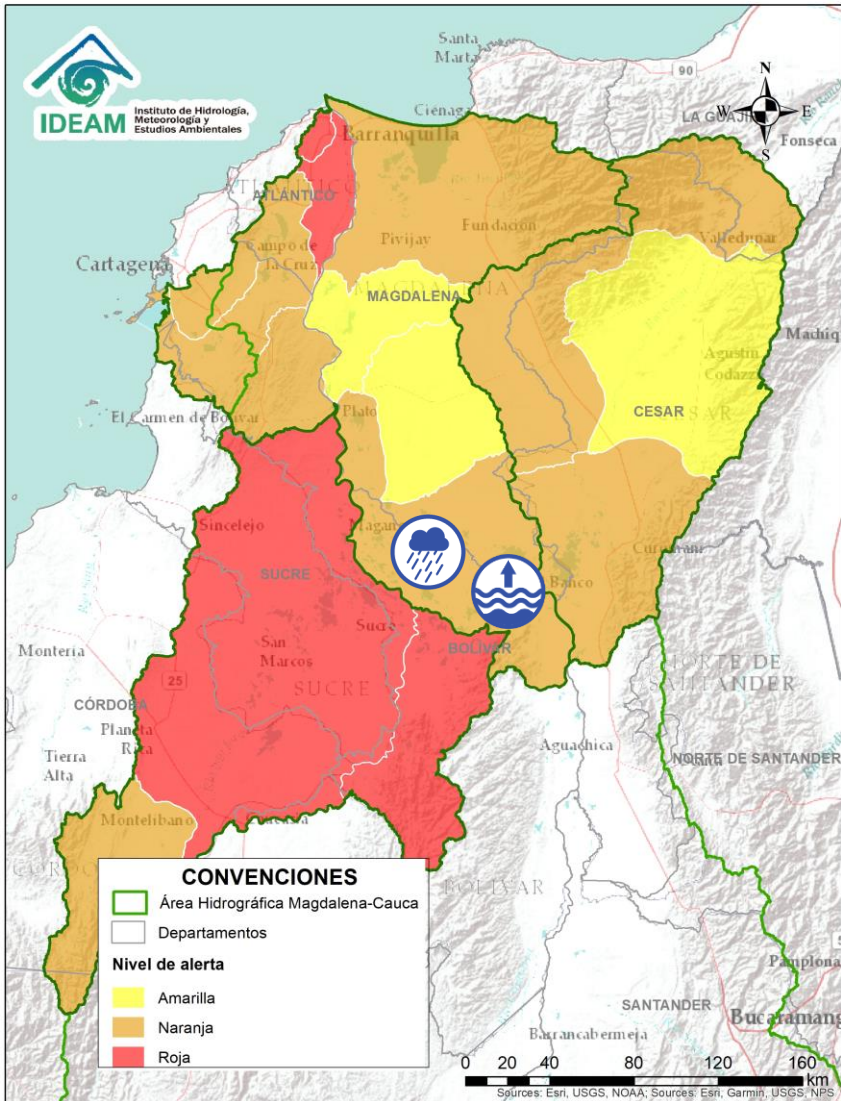 IDEAM
Instituto de Hidrología,
Meteorología y
Estudios Ambientales
Santa
Marta
90
N
W
E
S
LA GUAJI
Fonseca
Ciénaga
Barranquilla
ATLÁNTICO
Campo de
la Cruz
Pivijay
Fundación
Valledupar
Cartagena
MAGDALENA
Machiq
Agustín
Codazzi
El Carmen de Bolívar
Plato
CESAR
Sincelejo
SUCRE
Banco
Sucre
San
Marcos
BOLÍVAR
SUCRE
Montería
25
CÓRDOBA
Planeta
Rica
Tierra
Alta
NORTE DE
SANTANDER
Aguachica
NORTE DE SANTANDER
Montelíbano
BOLÍVAR
CONVENCIONES
Área Hidrográfica Magdalena-Cauca
Departamentos
Nivel de alerta
Amarilla
Naranja
Roja
Pamplona
SANTANDER
Bucaramang
Barrancabermeja
0 20 40 80 120 160
km
Sources: Esri, USGS, NOAA; Sources: Esri, Garmin, USGS, NPS